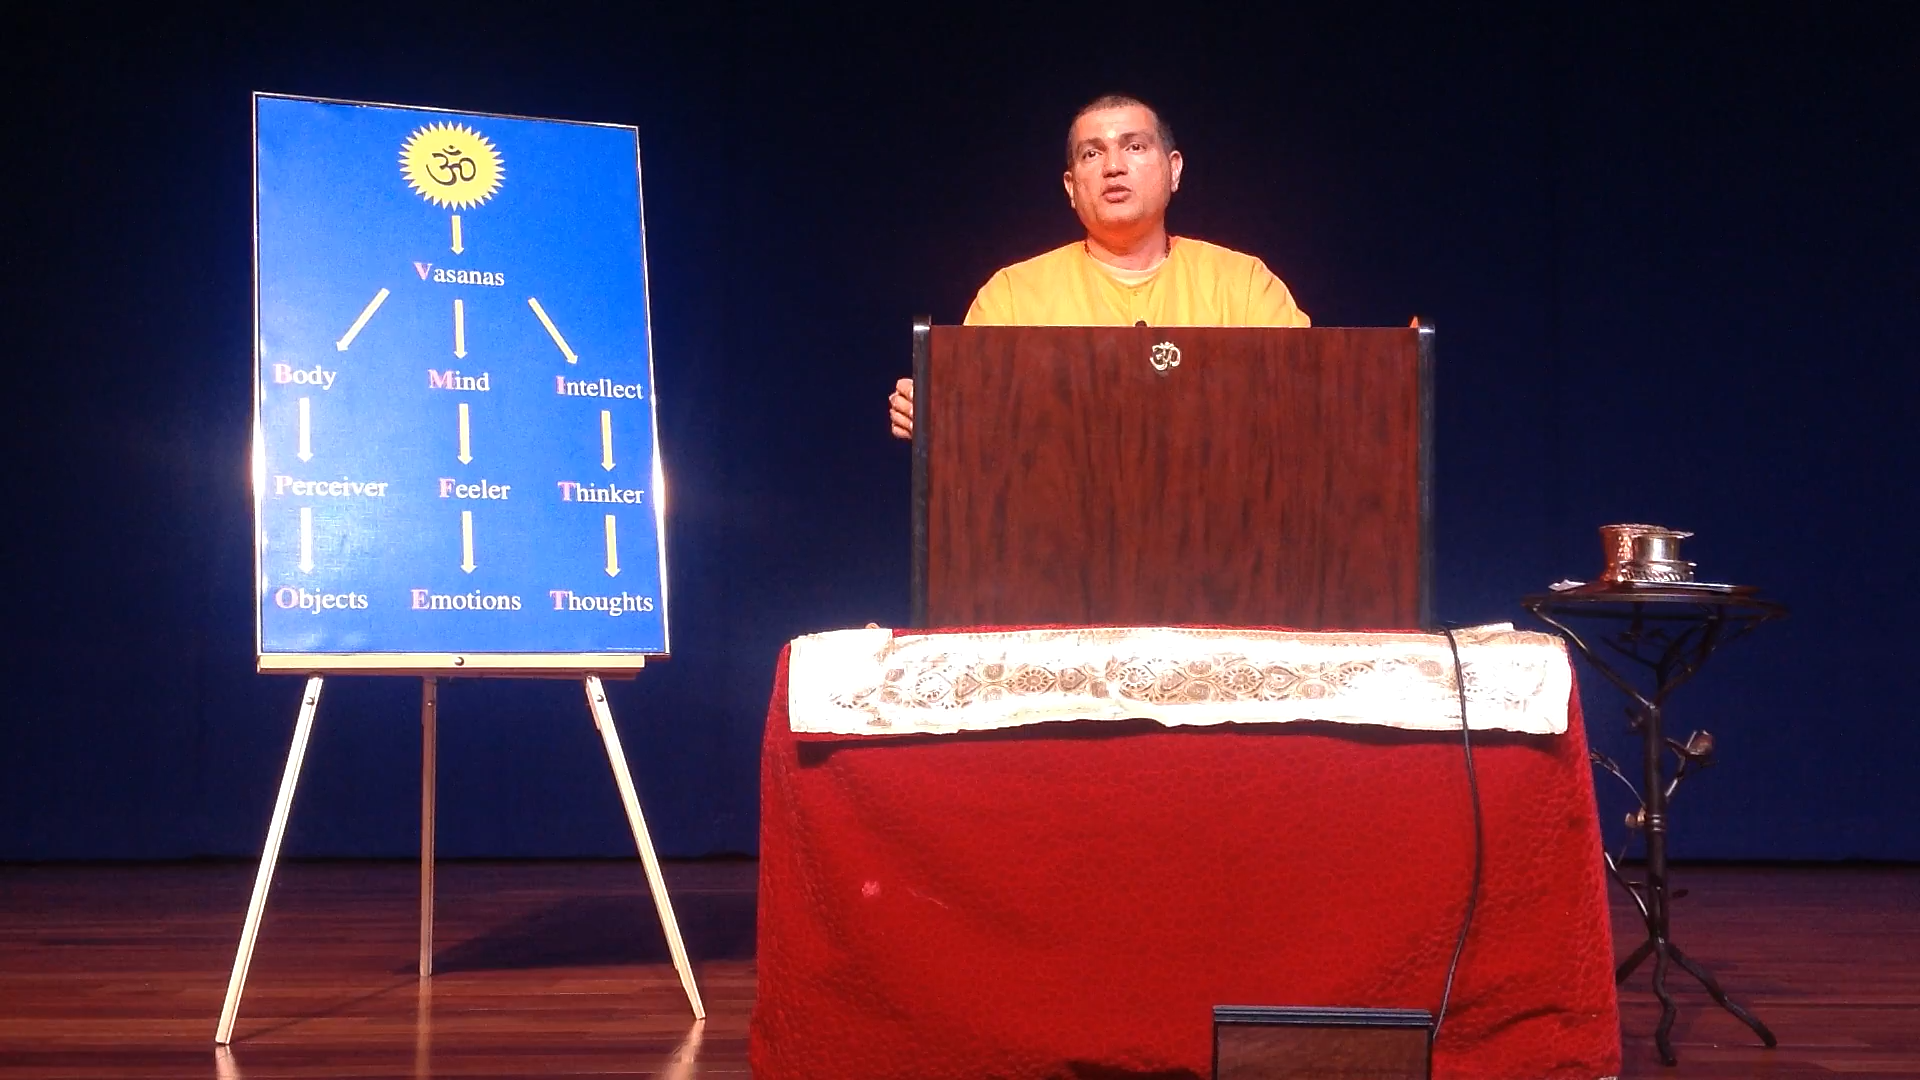 ॐ
Vasanas
Body Mind Intellect
Perceiver Feeler Thinker
Objects Emotions Thoughts
ॐ